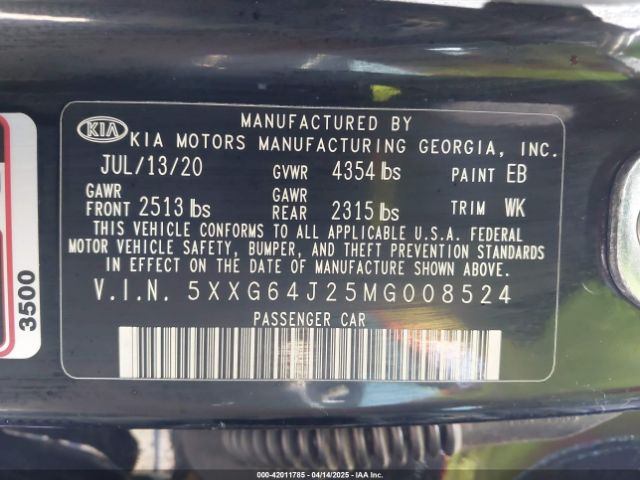 MANUFACTURED BY
KIA KIA MOTORS MANUFACTURING GEORGIA, INC.
JUL/13/20 GVWR 4354 lbs PAINT EB
GAWR FRONT 2513 lbs GAWR REAR 2315 lbs TRIM WK
THIS VEHICLE CONFORMS TO ALL APPLICABLE U.S.A. FEDERAL
MOTOR VEHICLE SAFETY, BUMPER, AND THEFT PREVENTION STANDARDS
IN EFFECT ON THE DATE OF MANUFACTURE SHOWN ABOVE.
V.I.N. 5XXG64J25MG008524
PASSENGER CAR
3500
000-42011785 - 04/14/2025 - IAA Inc.